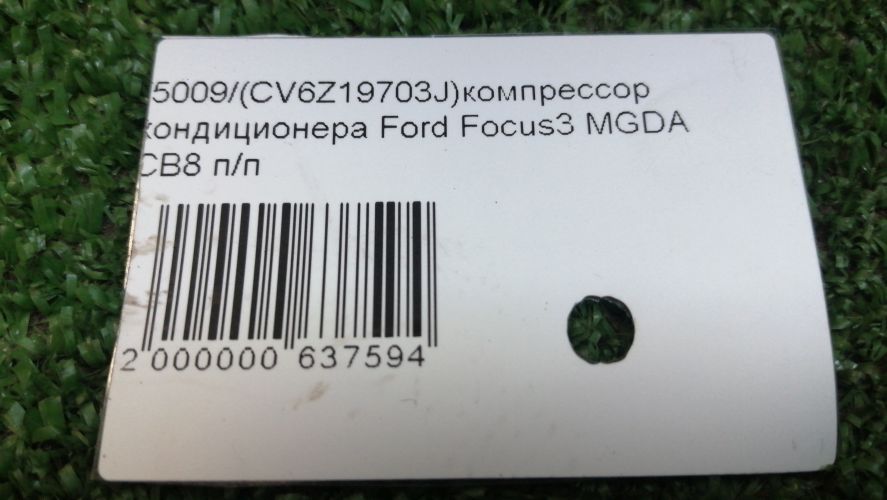 5009/(CV6Z19703J)компрессор
кондиционера Ford Focus3 MGDA
CB8 п/п
2 000000 637594